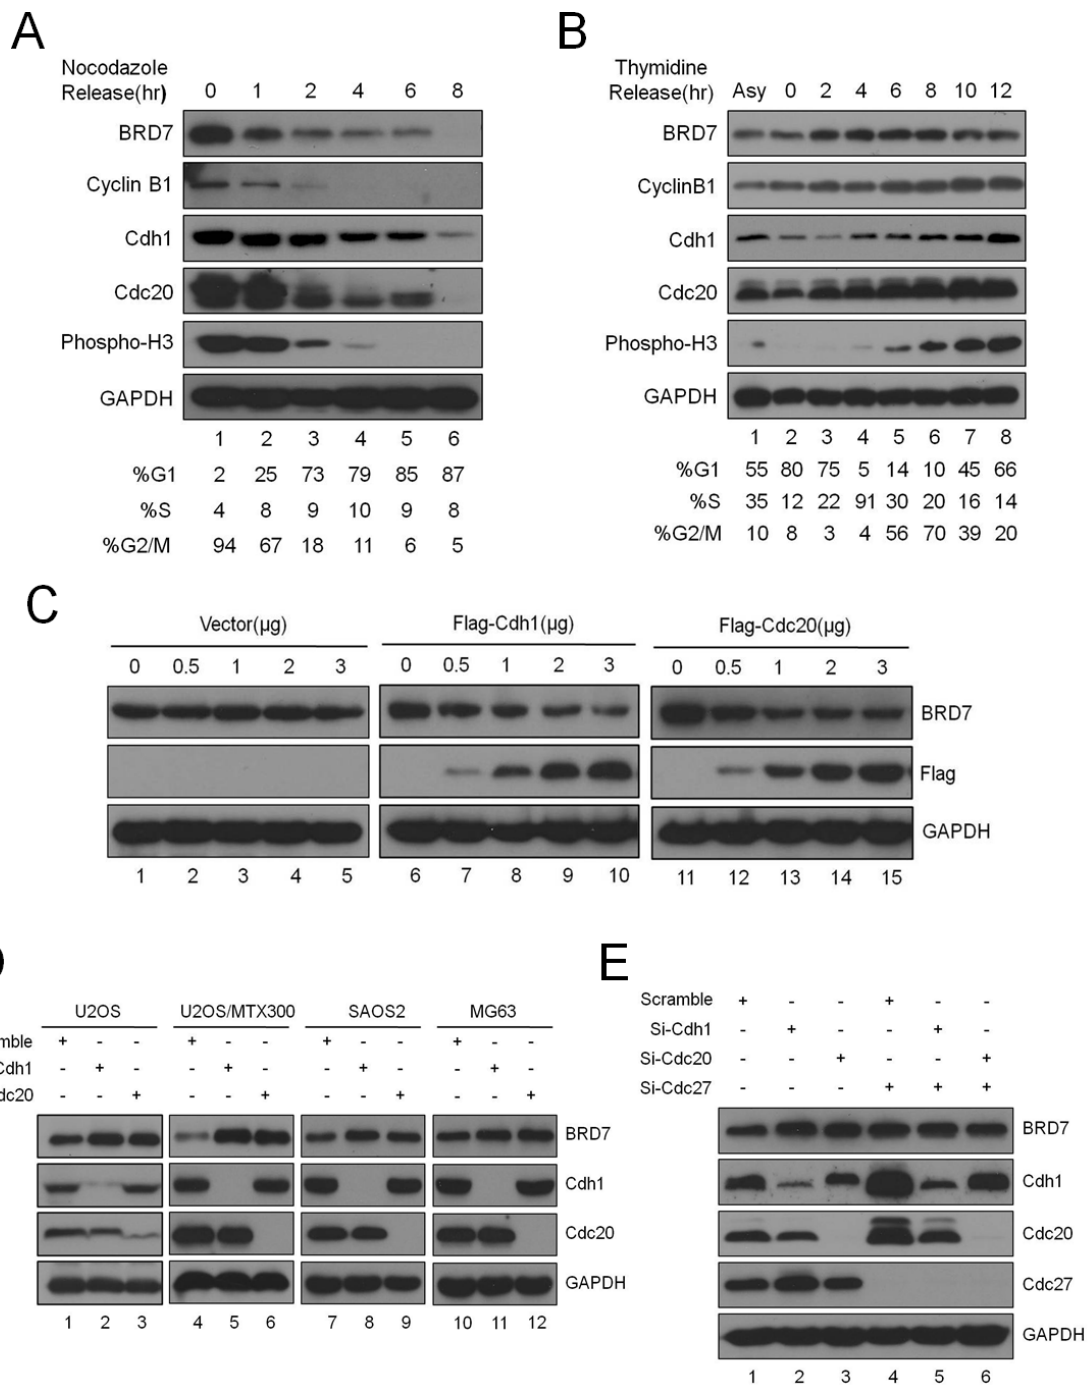 A
Nocodazole
Release(hr) 0 1 2 4 6 8
BRD7
Cyclin B1
Cdh1
Cdc20
Phospho-H3
GAPDH
1 2 3 4 5 6
%G1 2 25 73 79 85 87
%S 4 8 9 10 9 8
%G2/M 94 67 18 11 6 5
B
Thymidine
Release(hr) Asy 0 2 4 6 8 10 12
BRD7
CyclinB1
Cdh1
Cdc20
Phospho-H3
GAPDH
1 2 3 4 5 6 7 8
%G1 55 80 75 5 14 10 45 66
%S 35 12 22 91 30 20 16 14
%G2/M 10 8 3 4 56 70 39 20
C
Vector(µg) Flag-Cdh1(µg) Flag-Cdc20(µg)
0 0.5 1 2 3 0 0.5 1 2 3 0 0.5 1 2 3
BRD7
Flag
GAPDH
1 2 3 4 5 6 7 8 9 10 11 12 13 14 15
U2OS U2OS/MTX300 SAOS2 MG63
mble + - - + - - + - - + - -
Cdh1 - + - - + - - + - - + -
dc20 - - + - - + - - + - - +
BRD7
Cdh1
Cdc20
GAPDH
1 2 3 4 5 6 7 8 9 10 11 12
E
Scramble + - - + - -
Si-Cdh1 - + - - + -
Si-Cdc20 - - + - - +
Si-Cdc27 - - - + + +
BRD7
Cdh1
Cdc20
Cdc27
GAPDH
1 2 3 4 5 6